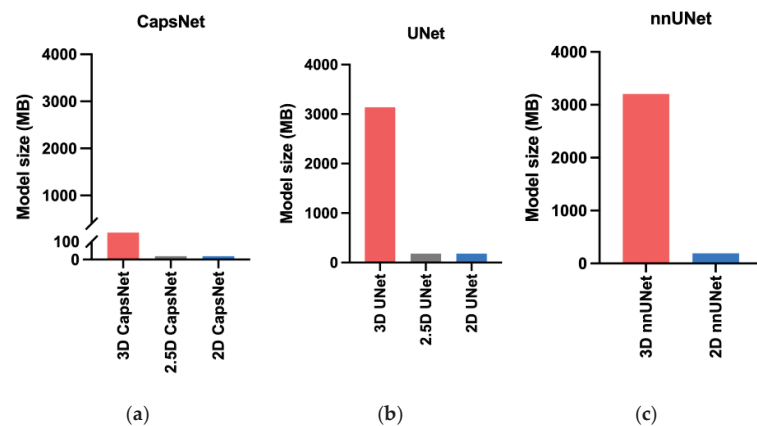 CapsNet
Model size (MB)
4000
3000
2000
1000
100
0
3D CapsNet
2.5D CapsNet
2D CapsNet
(a)
UNet
Model size (MB)
4000
3000
2000
1000
0
3D UNet
2.5D UNet
2D UNet
(b)
nnUNet
Model size (MB)
4000
3000
2000
1000
0
3D nnUNet
2D nnUNet
(c)